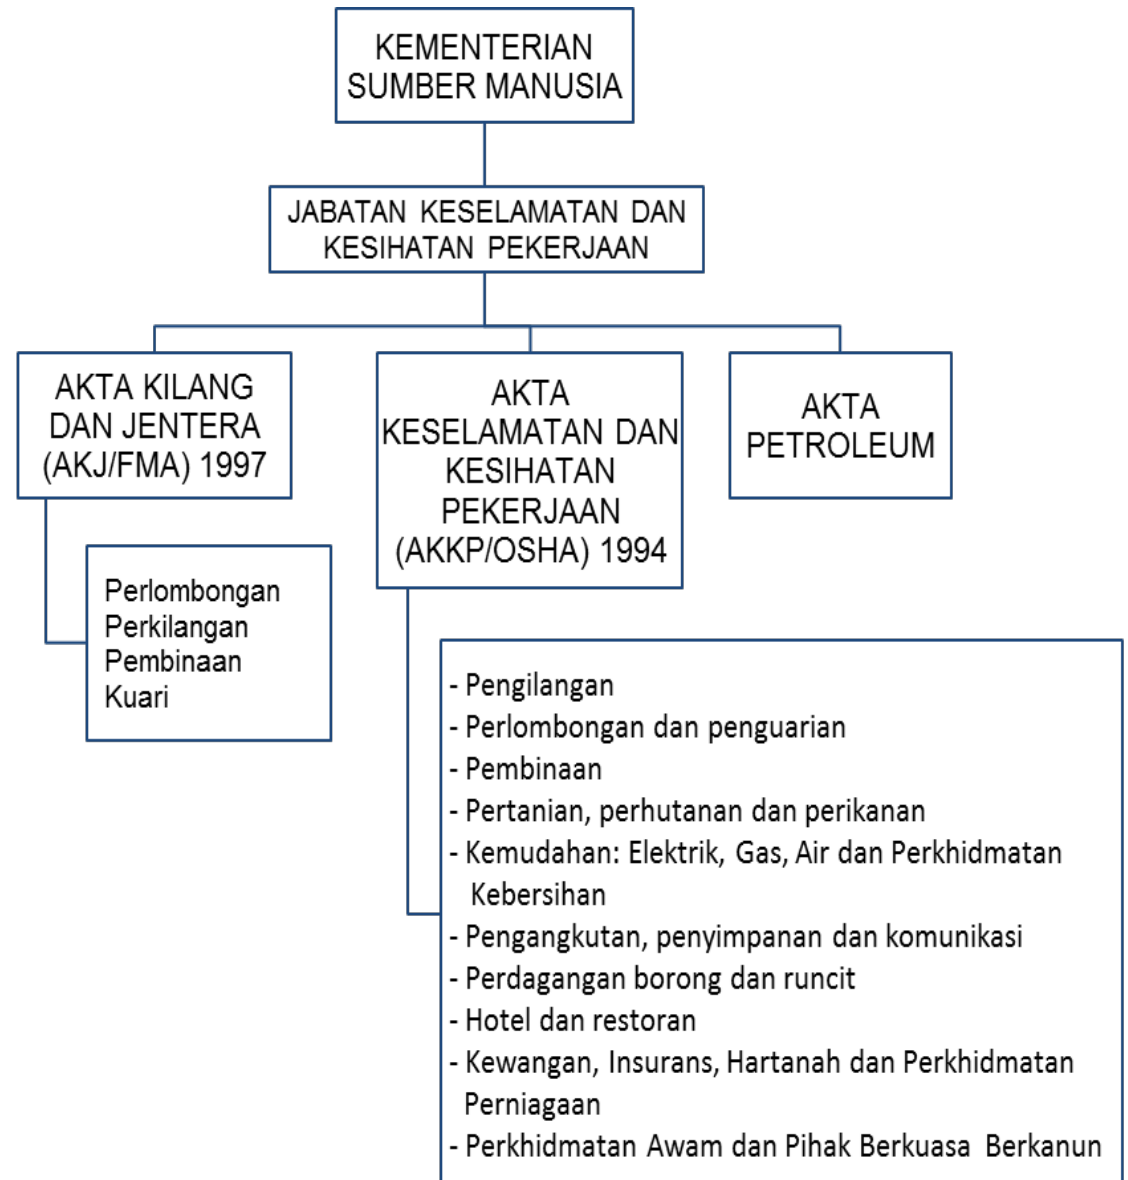 KEMENTERIAN
SUMBER MANUSIA
JABATAN KESELAMATAN DAN
KESIHATAN PEKERJAAN
AKTA KILANG
DAN JENTERA
(AKJ/FMA) 1997
AKTA
KESELAMATAN DAN
KESIHATAN
PEKERJAAN
(AKKP/OSHA) 1994
AKTA
PETROLEUM
Perlombongan
Perkilangan
Pembinaan
Kuari
- Pengilangan
- Perlombongan dan penguarian
- Pembinaan
- Pertanian, perhutanan dan perikanan
- Kemudahan: Elektrik, Gas, Air dan Perkhidmatan
Kebersihan
- Pengangkutan, penyimpanan dan komunikasi
- Perdagangan borong dan runcit
- Hotel dan restoran
- Kewangan, Insurans, Hartanah dan Perkhidmatan
Perniagaan
- Perkhidmatan Awam dan Pihak Berkuasa Berkanun